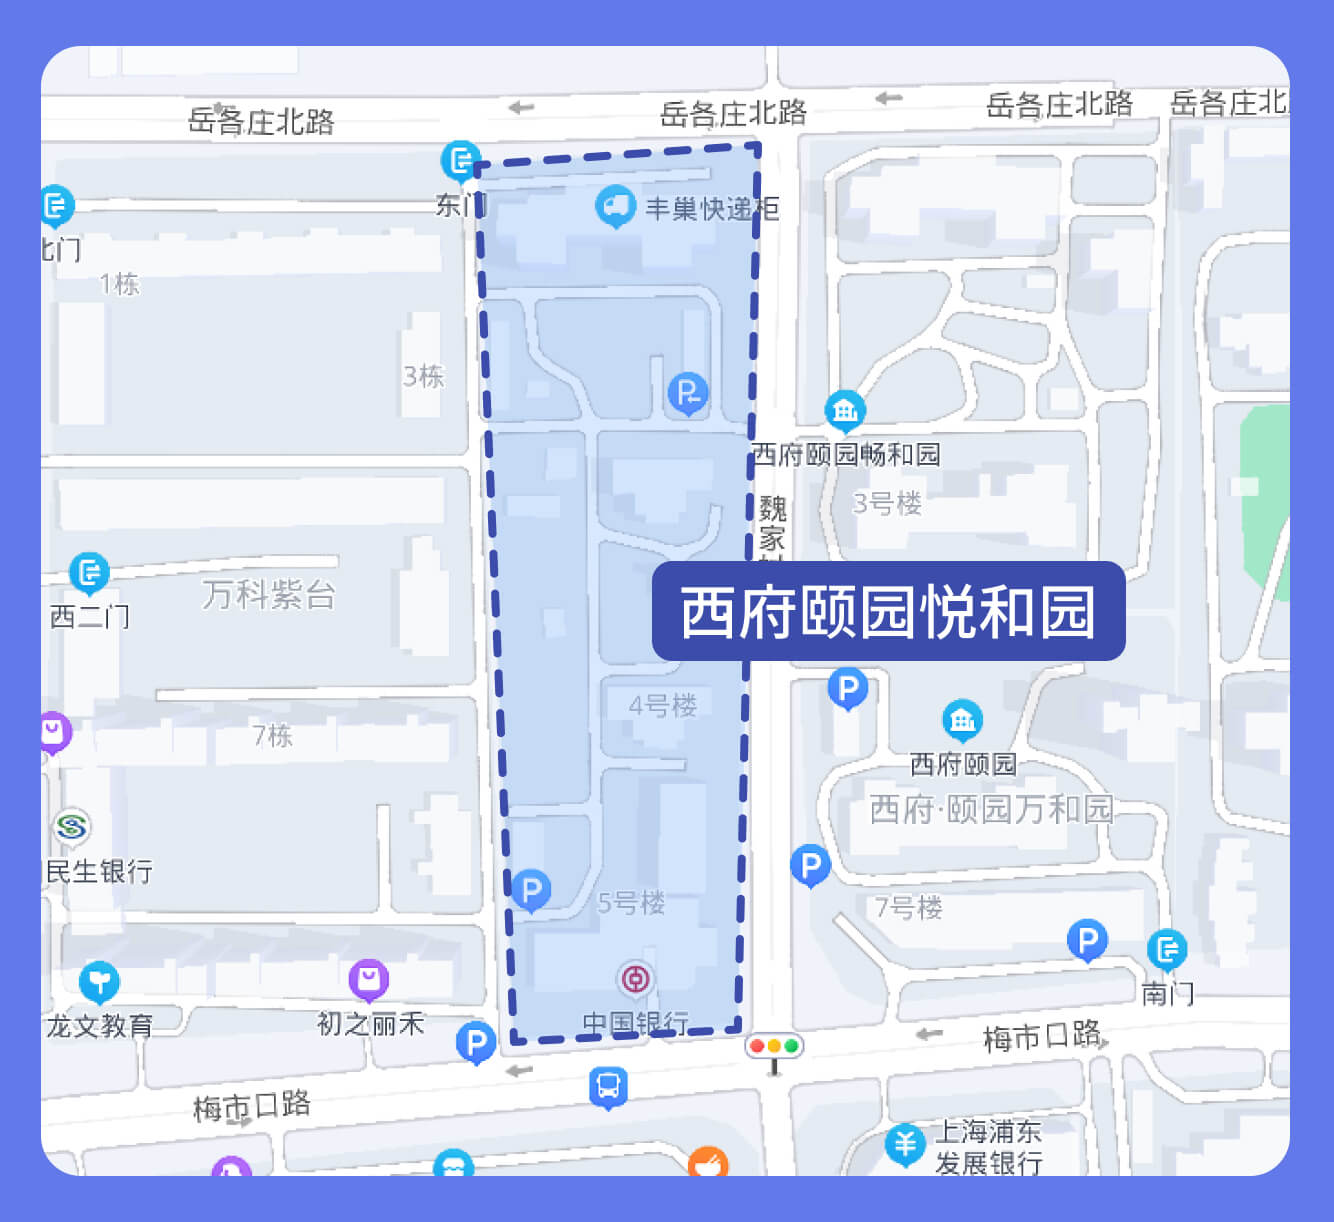 岳各庄北路
岳各庄北路
岳各庄北路
岳各庄北
东门
丰巢快递柜
北门
1栋
3栋
西府颐园畅和园
魏家
3号楼
万科紫台
西二门
西府颐园悦和园
4号楼
7栋
西府颐园
西府·颐园万和园
民生银行
5号楼
7号楼
南门
龙文教育
初之丽禾
中国银行
梅市口路
梅市口路
上海浦东
发展银行
P
P
P
P
P
P